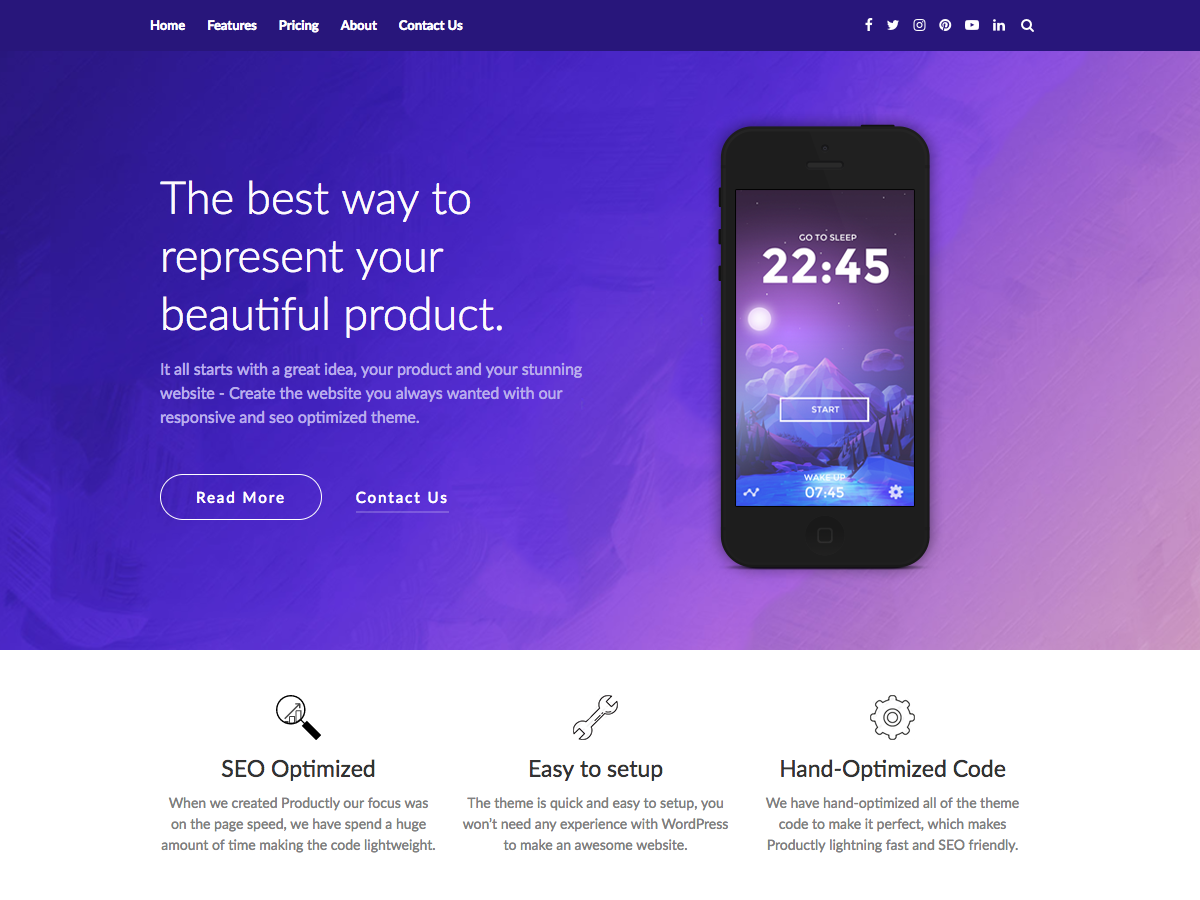 Home Features Pricing About Contact Us
The best way to
represent your
beautiful product.
It all starts with a great idea, your product and your stunning
website - Create the website you always wanted with our
responsive and seo optimized theme.
Read More Contact Us
GO TO SLEEP
22:45
START
WAKE UP
07:45
SEO Optimized
When we created Productly our focus was
on the page speed, we have spend a huge
amount of time making the code lightweight.
Easy to setup
The theme is quick and easy to setup, you
won't need any experience with WordPress
to make an awesome website.
Hand-Optimized Code
We have hand-optimized all of the theme
code to make it perfect, which makes
Productly lightning fast and SEO friendly.